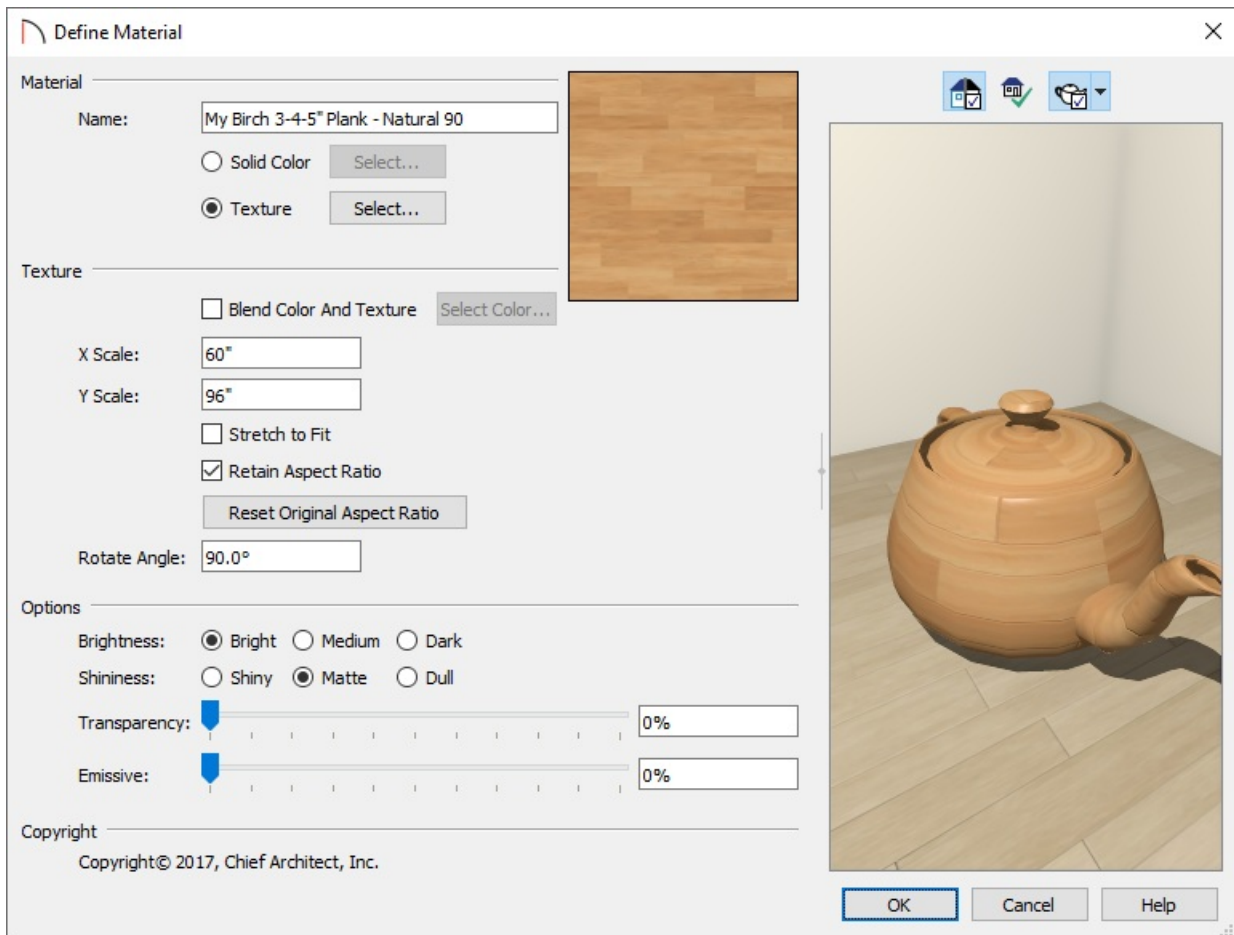 Define Material
Material
Name: My Birch 3-4-5" Plank - Natural 90
Solid Color Select...
Texture Select...
Texture
Blend Color And Texture Select Color...
X Scale: 60"
Y Scale: 96"
Stretch to Fit
Retain Aspect Ratio
Reset Original Aspect Ratio
Rotate Angle: 90.0°
Options
Brightness: Bright Medium Dark
Shininess: Shiny Matte Dull
Transparency: 0%
Emissive: 0%
Copyright
Copyright© 2017, Chief Architect, Inc.
OK Cancel Help